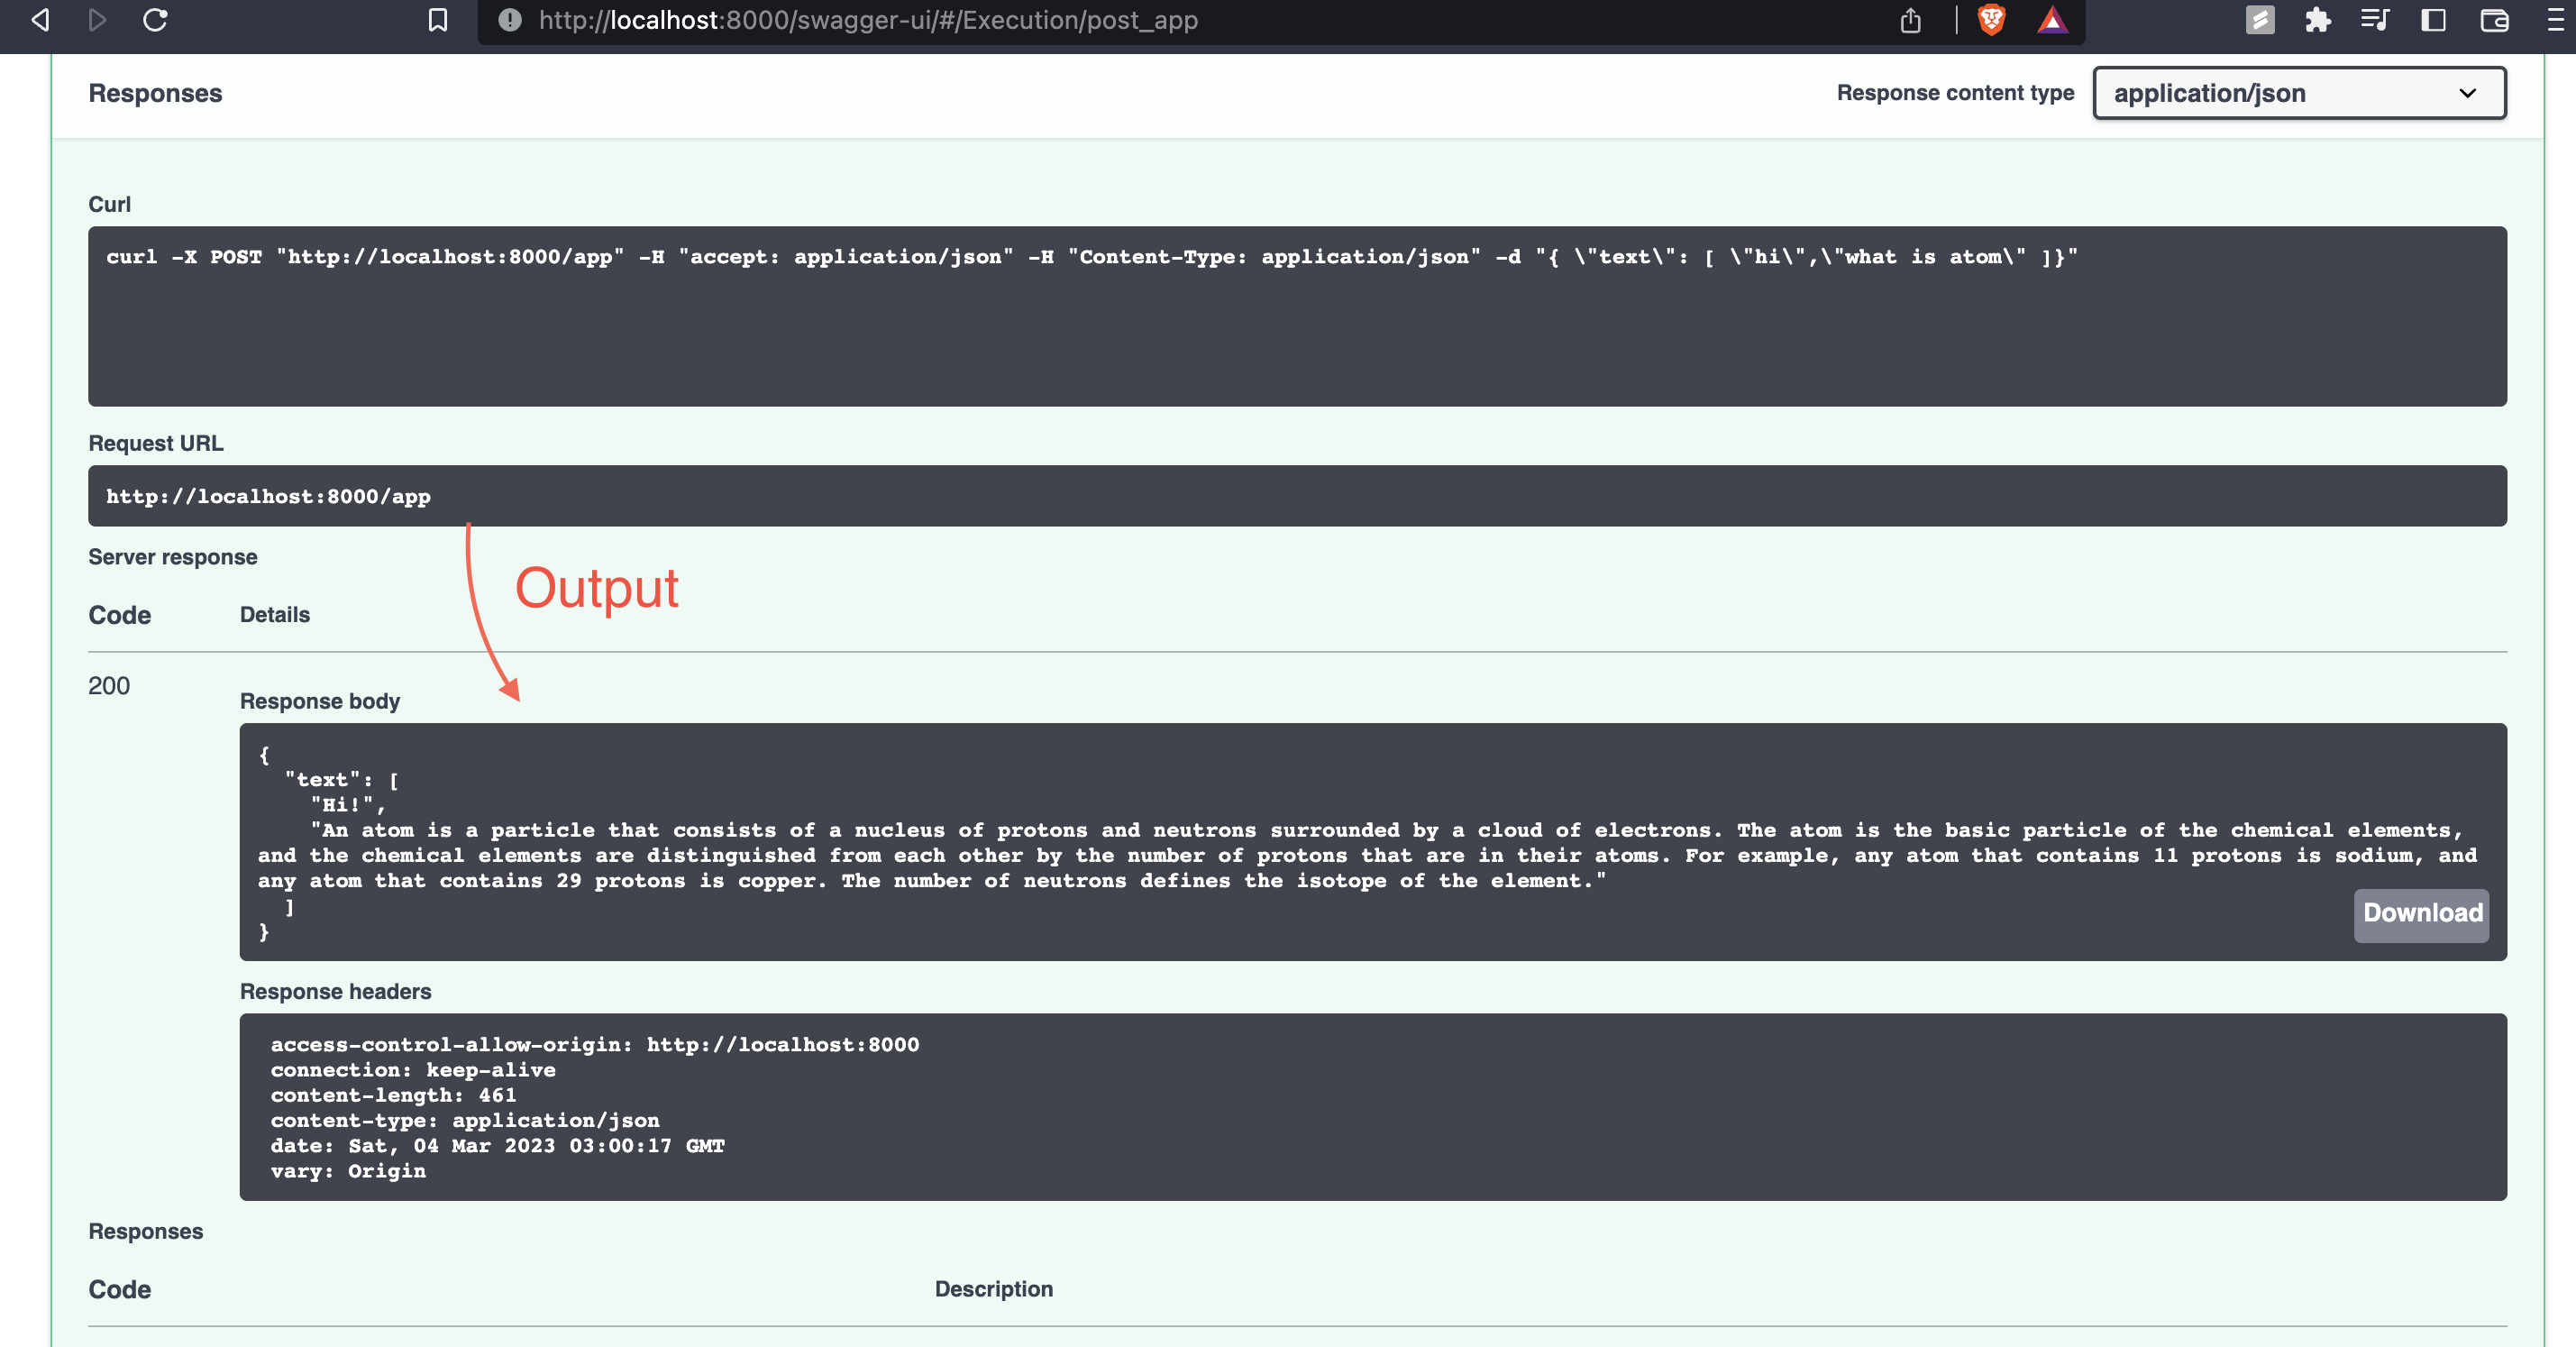 http://localhost:8000/swagger-ui/#/Execution/post_app
Responses
Response content type
application/json
Curl
curl -X POST "http://localhost:8000/app" -H "accept: application/json" -H "Content-Type: application/json" -d "{ \"text\": [ \"hi\",\"what is atom\" ]}"
Request URL
http://localhost:8000/app
Server response
Output
Code Details
200
Response body
{
"text": [
"Hi!",
"An atom is a particle that consists of a nucleus of protons and neutrons surrounded by a cloud of electrons. The atom is the basic particle of the chemical elements,
and the chemical elements are distinguished from each other by the number of protons that are in their atoms. For example, any atom that contains 11 protons is sodium, and
any atom that contains 29 protons is copper. The number of neutrons defines the isotope of the element."
]
}
Download
Response headers
access-control-allow-origin: http://localhost:8000
connection: keep-alive
content-length: 461
content-type: application/json
date: Sat, 04 Mar 2023 03:00:17 GMT
vary: Origin
Responses
Code Description